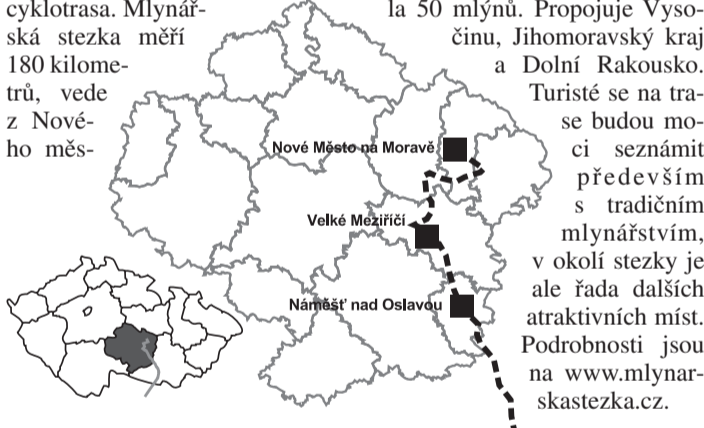 cyklotrasa. Mlynář-
ská stezka měří
180 kilome-
trů, vede
z Nové-
ho měs-
la 50 mlýnů. Propojuje Vyso-
činu, Jihomoravský kraj
a Dolní Rakousko.
Turisté se na tra-
se budou mo-
ci seznámit
především
s tradičním
mlynářstvím,
v okolí stezky je
ale řada dalších
atraktivních míst.
Podrobnosti jsou
na www.mlynar-
skastezka.cz.
Nové Město na Moravě
Velké Meziříčí
Náměšť nad Oslavou